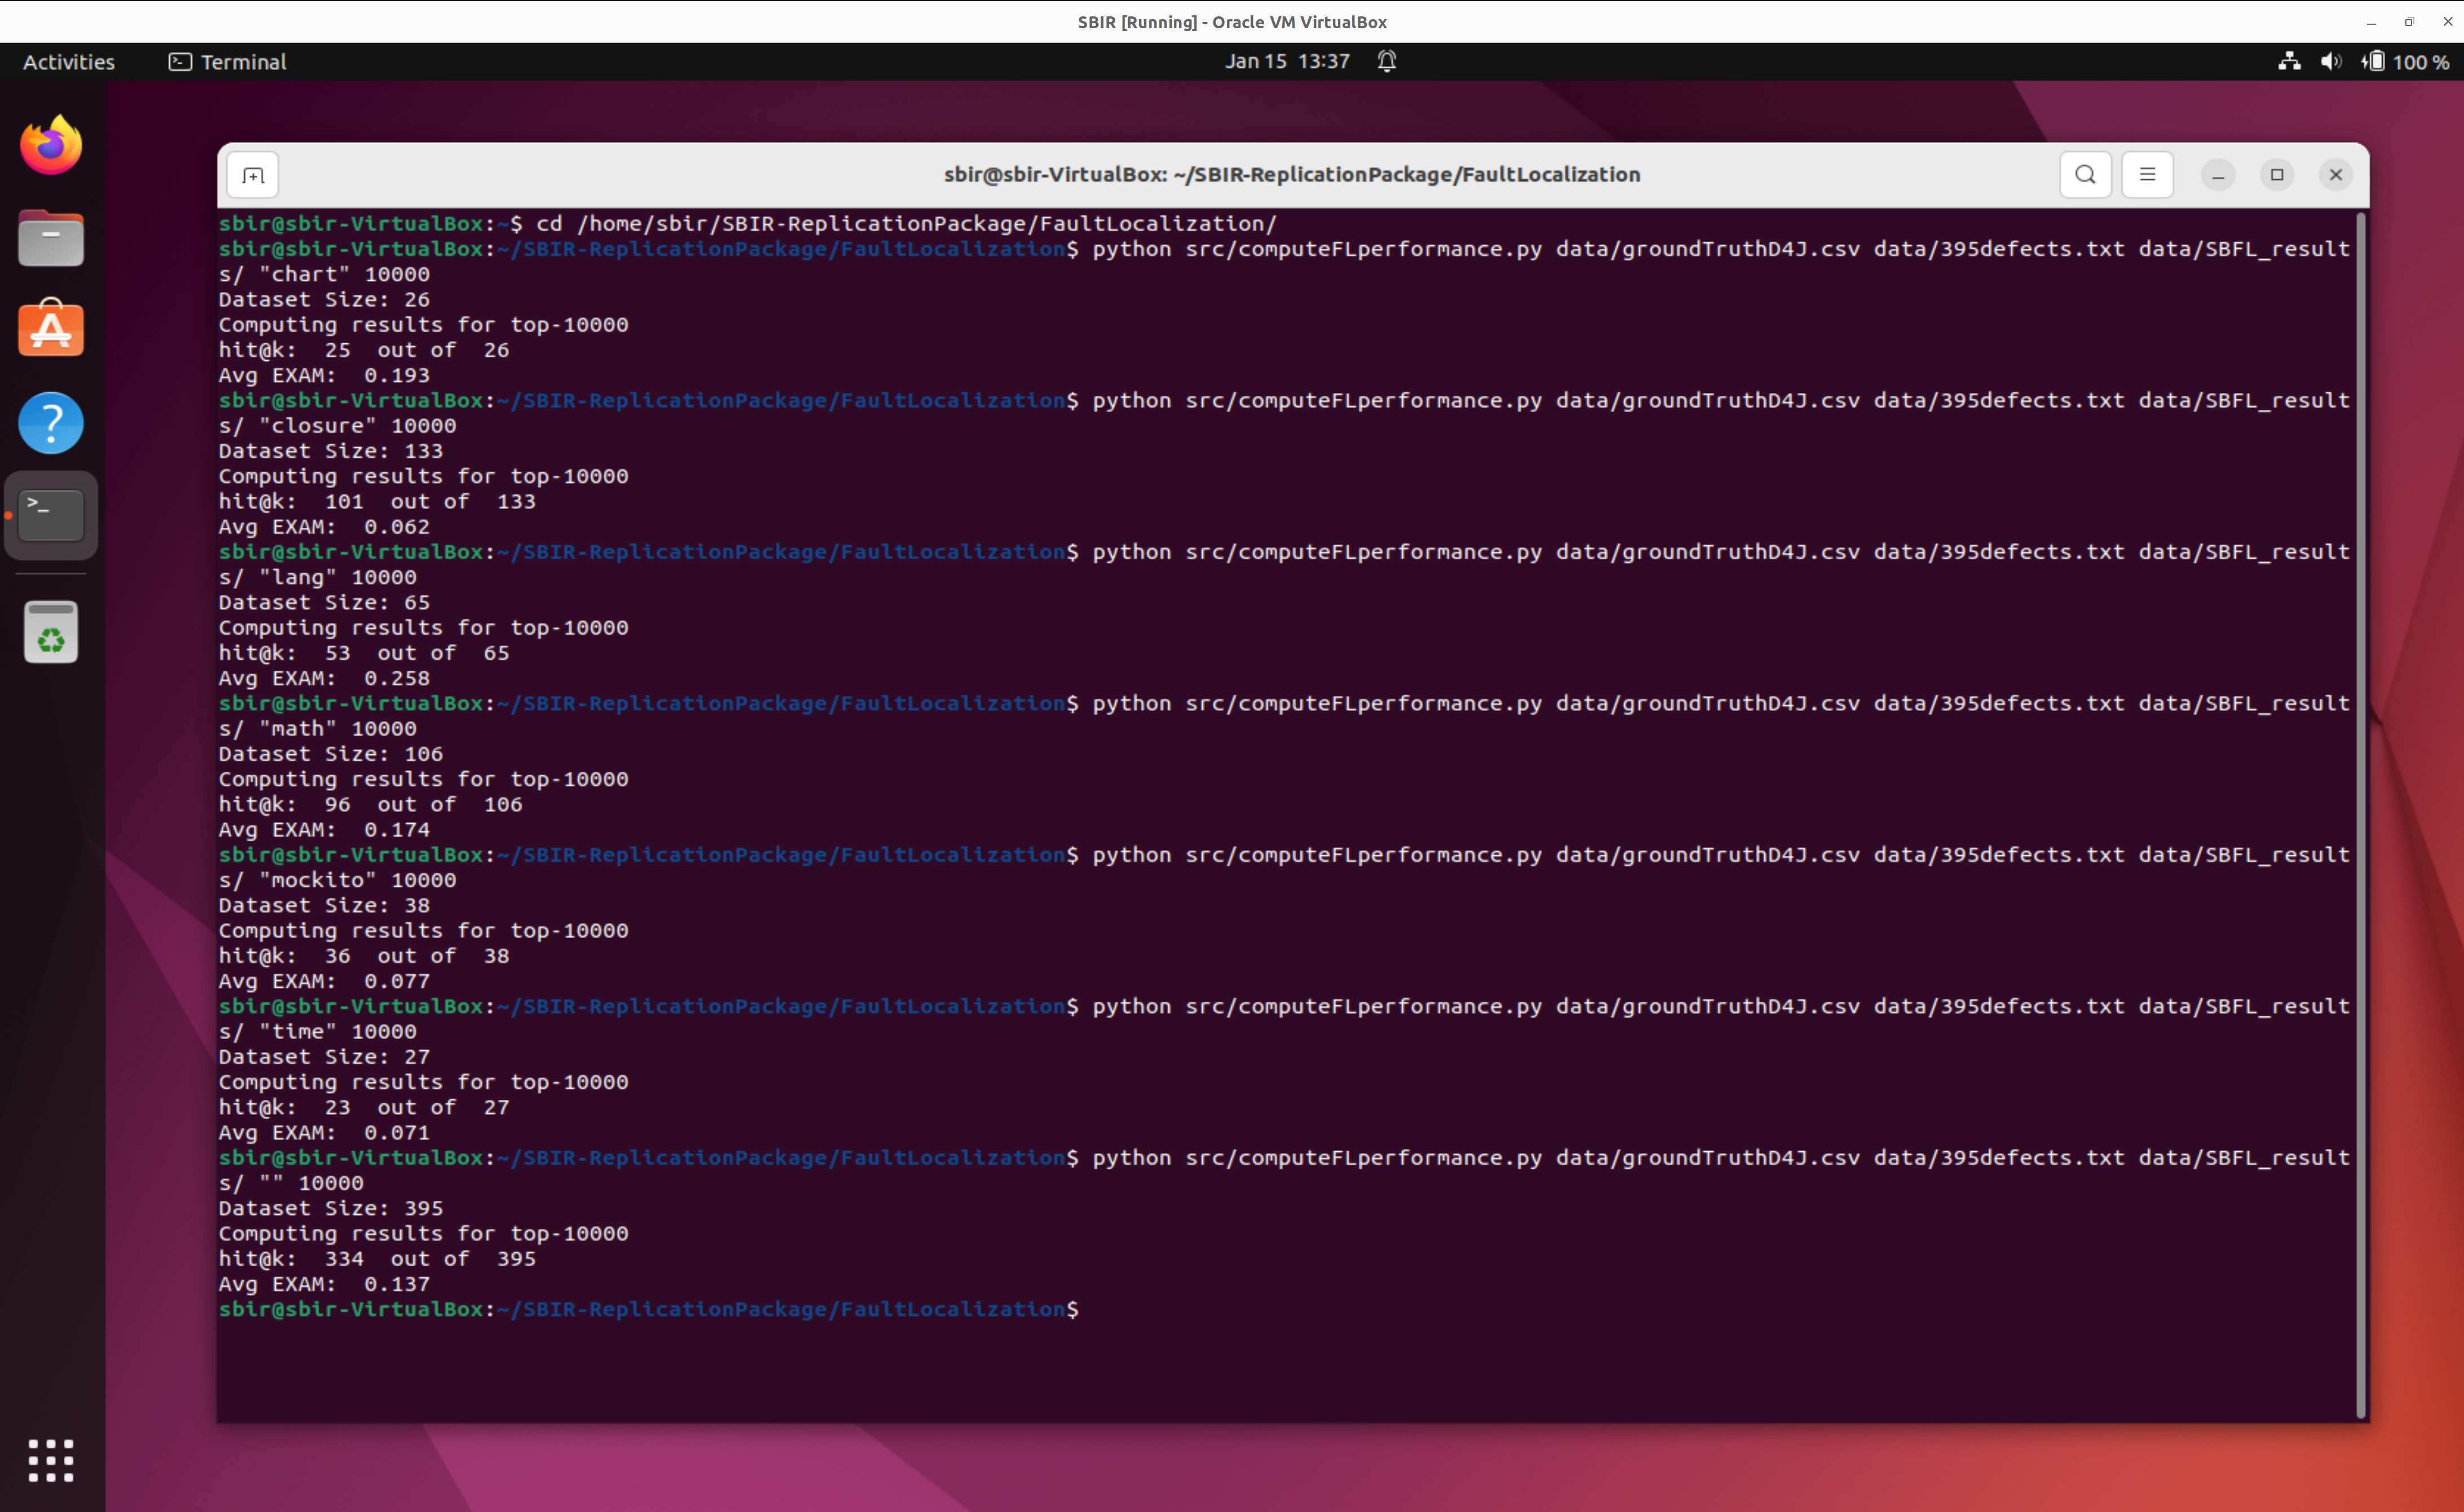 SBIR [Running] - Oracle VM VirtualBox
Activities Terminal Jan 15 13:37 100 %
sbir@sbir-VirtualBox: ~/SBIR-ReplicationPackage/FaultLocalization
sbir@sbir-VirtualBox:~$ cd /home/sbir/SBIR-ReplicationPackage/FaultLocalization/
sbir@sbir-VirtualBox:~/SBIR-ReplicationPackage/FaultLocalization$ python src/computeFLperformance.py data/groundTruthD4J.csv data/395defects.txt data/SBFL_result
s/ "chart" 10000
Dataset Size: 26
Computing results for top-10000
hit@k:  25  out of  26
Avg EXAM:  0.193
sbir@sbir-VirtualBox:~/SBIR-ReplicationPackage/FaultLocalization$ python src/computeFLperformance.py data/groundTruthD4J.csv data/395defects.txt data/SBFL_result
s/ "closure" 10000
Dataset Size: 133
Computing results for top-10000
hit@k:  101  out of  133
Avg EXAM:  0.062
sbir@sbir-VirtualBox:~/SBIR-ReplicationPackage/FaultLocalization$ python src/computeFLperformance.py data/groundTruthD4J.csv data/395defects.txt data/SBFL_result
s/ "lang" 10000
Dataset Size: 65
Computing results for top-10000
hit@k:  53  out of  65
Avg EXAM:  0.258
sbir@sbir-VirtualBox:~/SBIR-ReplicationPackage/FaultLocalization$ python src/computeFLperformance.py data/groundTruthD4J.csv data/395defects.txt data/SBFL_result
s/ "math" 10000
Dataset Size: 106
Computing results for top-10000
hit@k:  96  out of  106
Avg EXAM:  0.174
sbir@sbir-VirtualBox:~/SBIR-ReplicationPackage/FaultLocalization$ python src/computeFLperformance.py data/groundTruthD4J.csv data/395defects.txt data/SBFL_result
s/ "mockito" 10000
Dataset Size: 38
Computing results for top-10000
hit@k:  36  out of  38
Avg EXAM:  0.077
sbir@sbir-VirtualBox:~/SBIR-ReplicationPackage/FaultLocalization$ python src/computeFLperformance.py data/groundTruthD4J.csv data/395defects.txt data/SBFL_result
s/ "time" 10000
Dataset Size: 27
Computing results for top-10000
hit@k:  23  out of  27
Avg EXAM:  0.071
sbir@sbir-VirtualBox:~/SBIR-ReplicationPackage/FaultLocalization$ python src/computeFLperformance.py data/groundTruthD4J.csv data/395defects.txt data/SBFL_result
s/ "" 10000
Dataset Size: 395
Computing results for top-10000
hit@k:  334  out of  395
Avg EXAM:  0.137
sbir@sbir-VirtualBox:~/SBIR-ReplicationPackage/FaultLocalization$